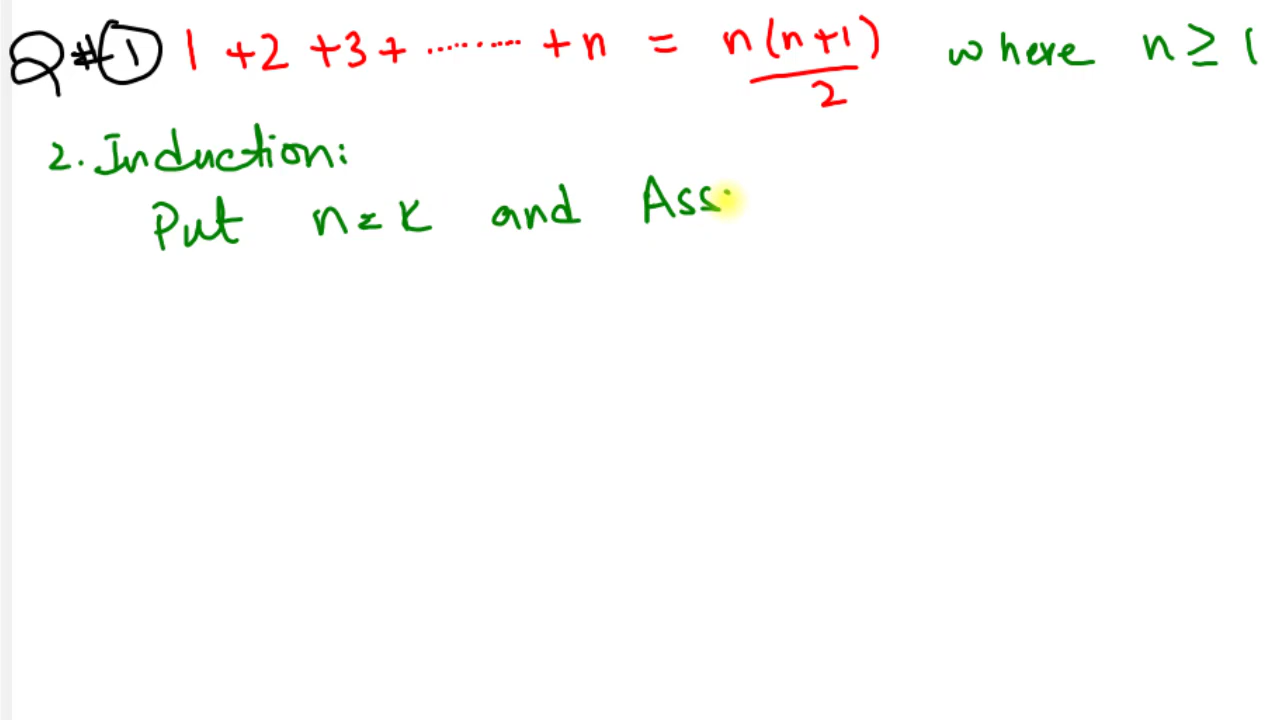 Q#① 1 + 2 + 3 + ......... + n = n(n+1)/2 where n ≥ 1
2. Induction:
Put n = K and Ass